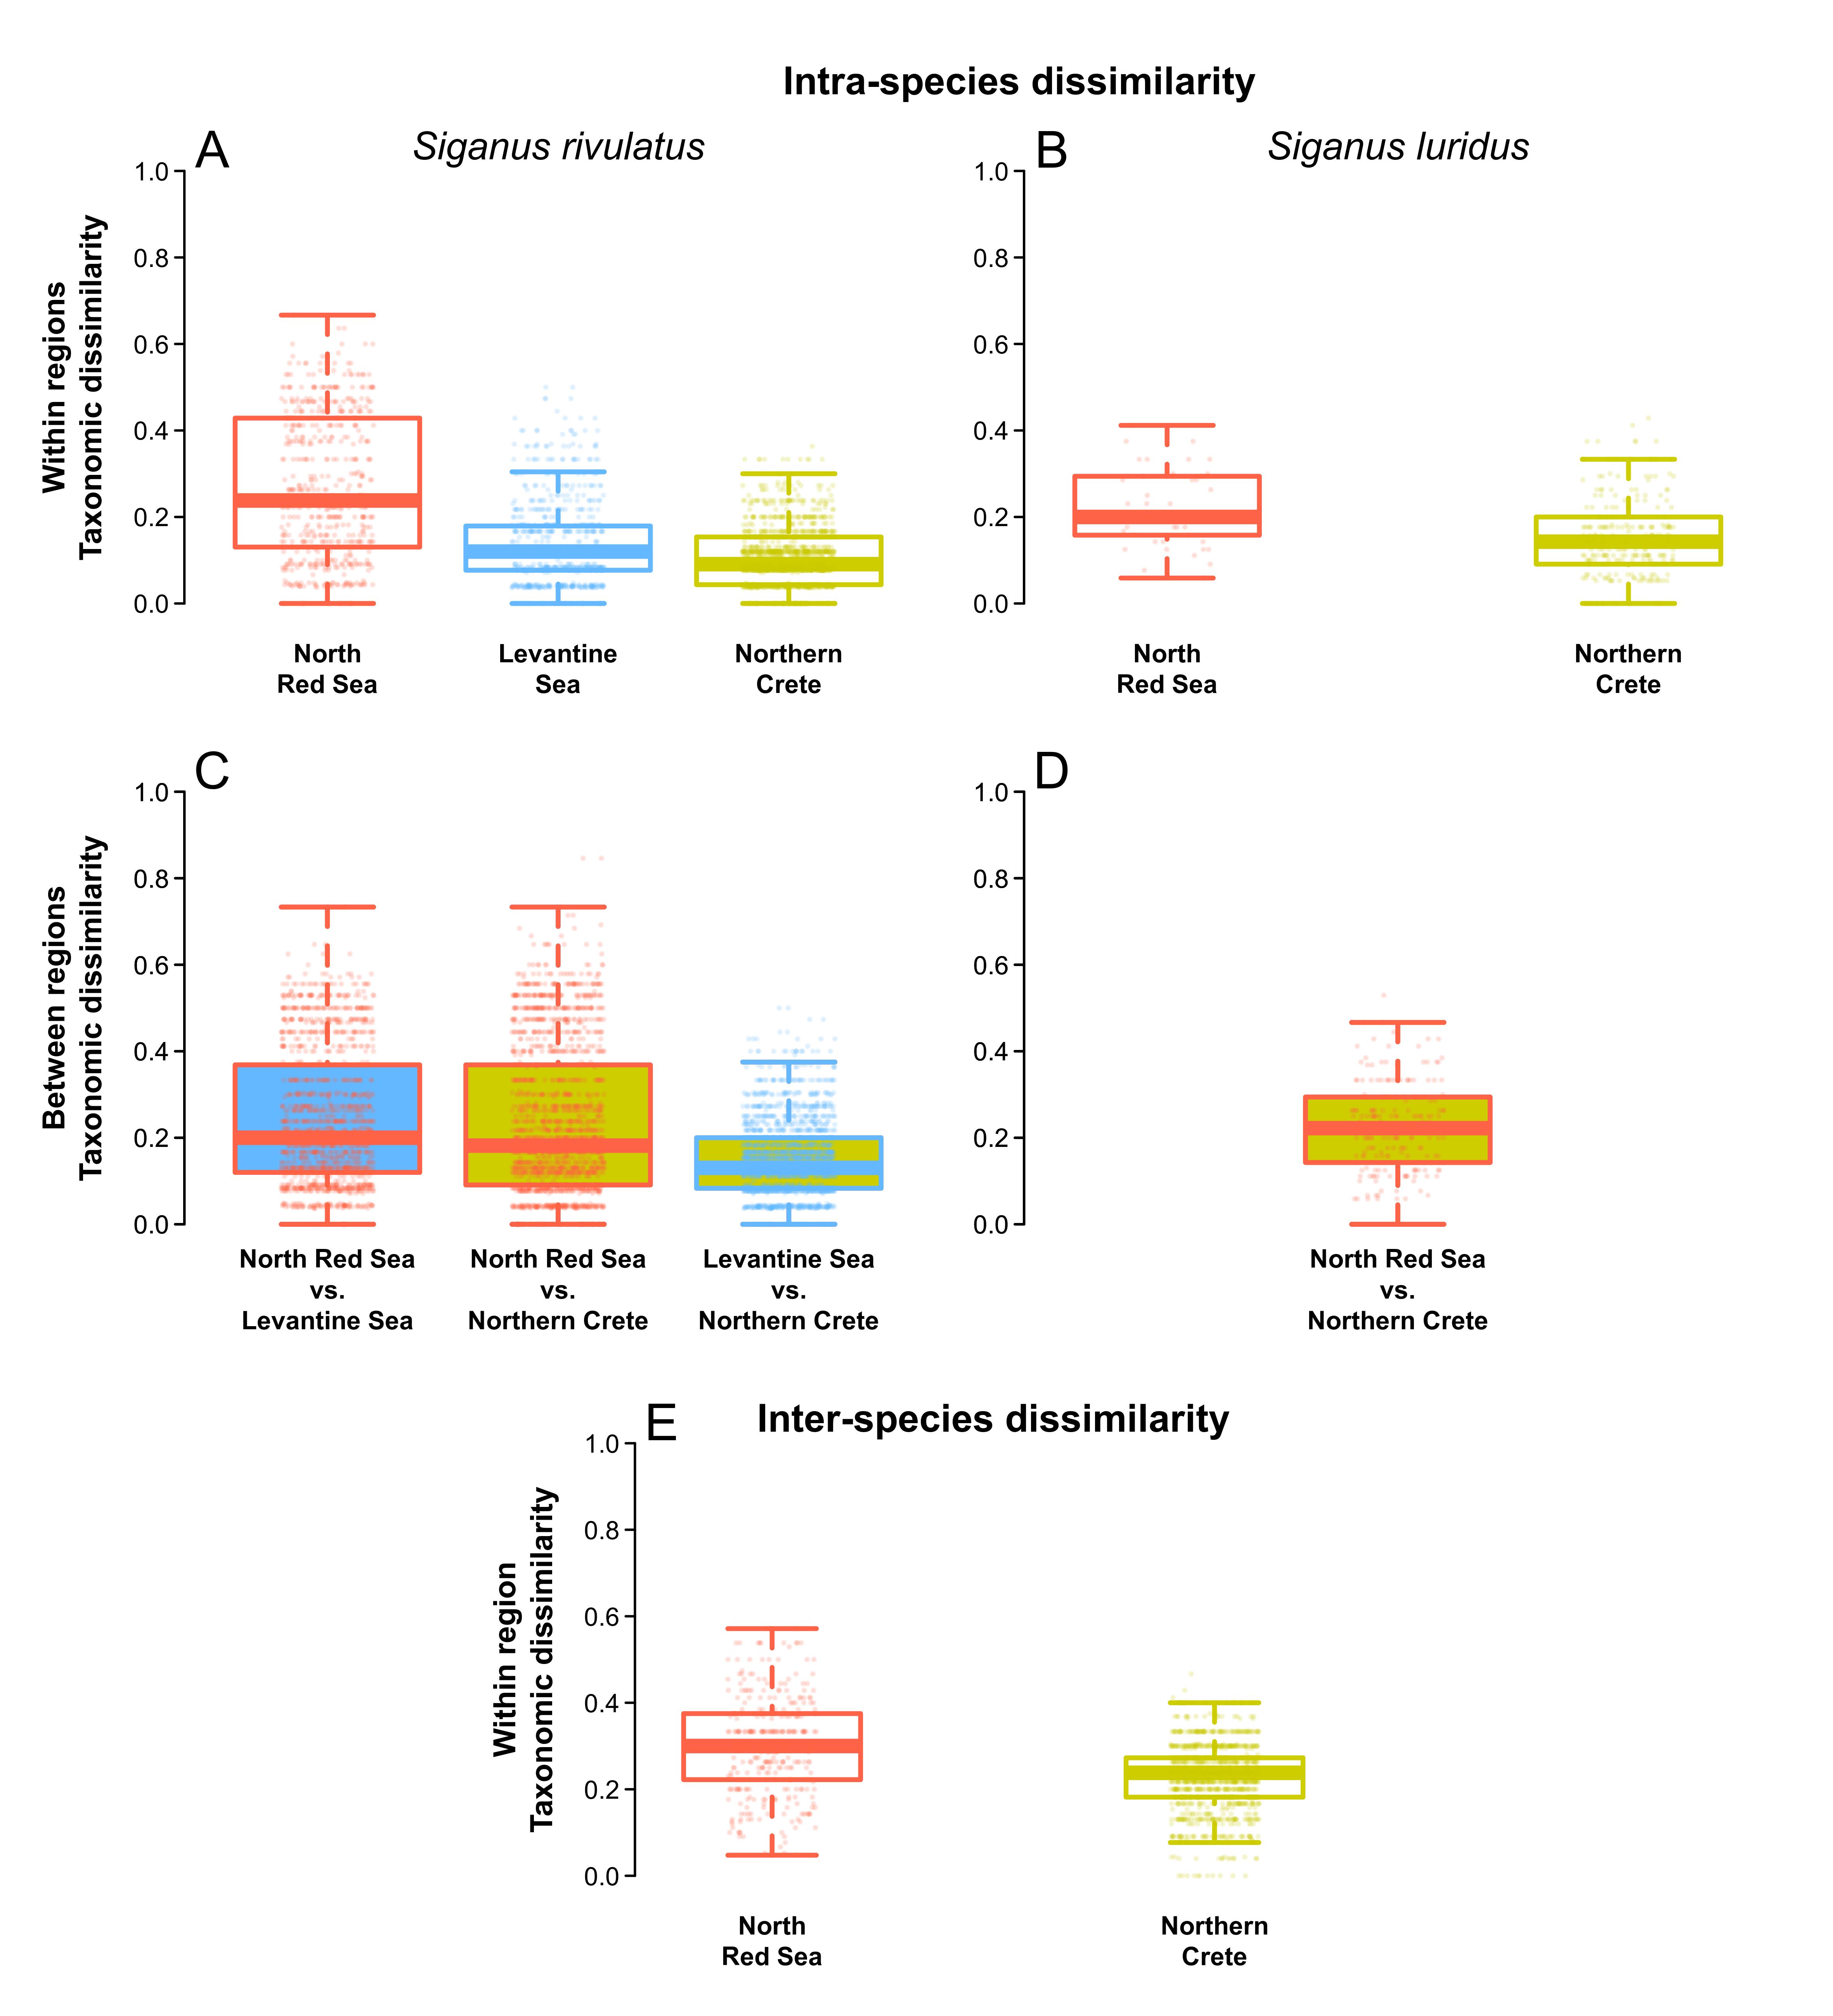 Intra-species dissimilarity
A
Siganus rivulatus
B
Siganus luridus
Within regions
Taxonomic dissimilarity
1.0
0.8
0.6
0.4
0.2
0.0
North
Red Sea
Levantine
Sea
Northern
Crete
1.0
0.8
0.6
0.4
0.2
0.0
North
Red Sea
Northern
Crete
C
D
Between regions
Taxonomic dissimilarity
1.0
0.8
0.6
0.4
0.2
0.0
North Red Sea
vs.
Levantine Sea
North Red Sea
vs.
Northern Crete
Levantine Sea
vs.
Northern Crete
1.0
0.8
0.6
0.4
0.2
0.0
North Red Sea
vs.
Northern Crete
E
Inter-species dissimilarity
Within region
Taxonomic dissimilarity
1.0
0.8
0.6
0.4
0.2
0.0
North
Red Sea
Northern
Crete